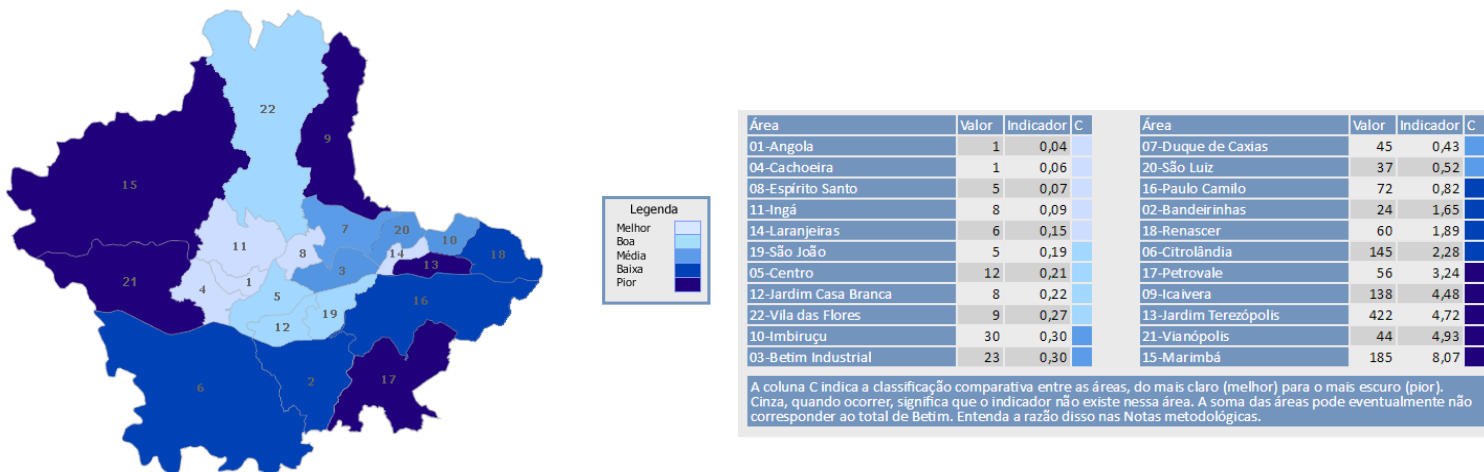 22
9
15
7
20
10
11
8
14
18
3
13
21
4
1
5
19
16
12
6
2
17
Legenda
Melhor
Boa
Média
Baixa
Pior
Área Valor Indicador C
01-Angola 1 0,04
04-Cachoeira 1 0,06
08-Espírito Santo 5 0,07
11-Ingá 8 0,09
14-Laranjeiras 6 0,15
19-São João 5 0,19
05-Centro 12 0,21
12-Jardim Casa Branca 8 0,22
22-Vila das Flores 9 0,27
10-Imbiruçu 30 0,30
03-Betim Industrial 23 0,30
Área Valor Indicador C
07-Duque de Caxias 45 0,43
20-São Luiz 37 0,52
16-Paulo Camilo 72 0,82
02-Bandeirinhas 24 1,65
18-Renascer 60 1,89
06-Citrolândia 145 2,28
17-Petrovale 56 3,24
09-Icaivera 138 4,48
13-Jardim Terezópolis 422 4,72
21-Vianópolis 44 4,93
15-Marimbá 185 8,07
A coluna C indica a classificação comparativa entre as áreas, do mais claro (melhor) para o mais escuro (pior).
Cinza, quando ocorrer, significa que o indicador não existe nessa área. A soma das áreas pode eventualmente não
corresponder ao total de Betim. Entenda a razão disso nas Notas metodológicas.